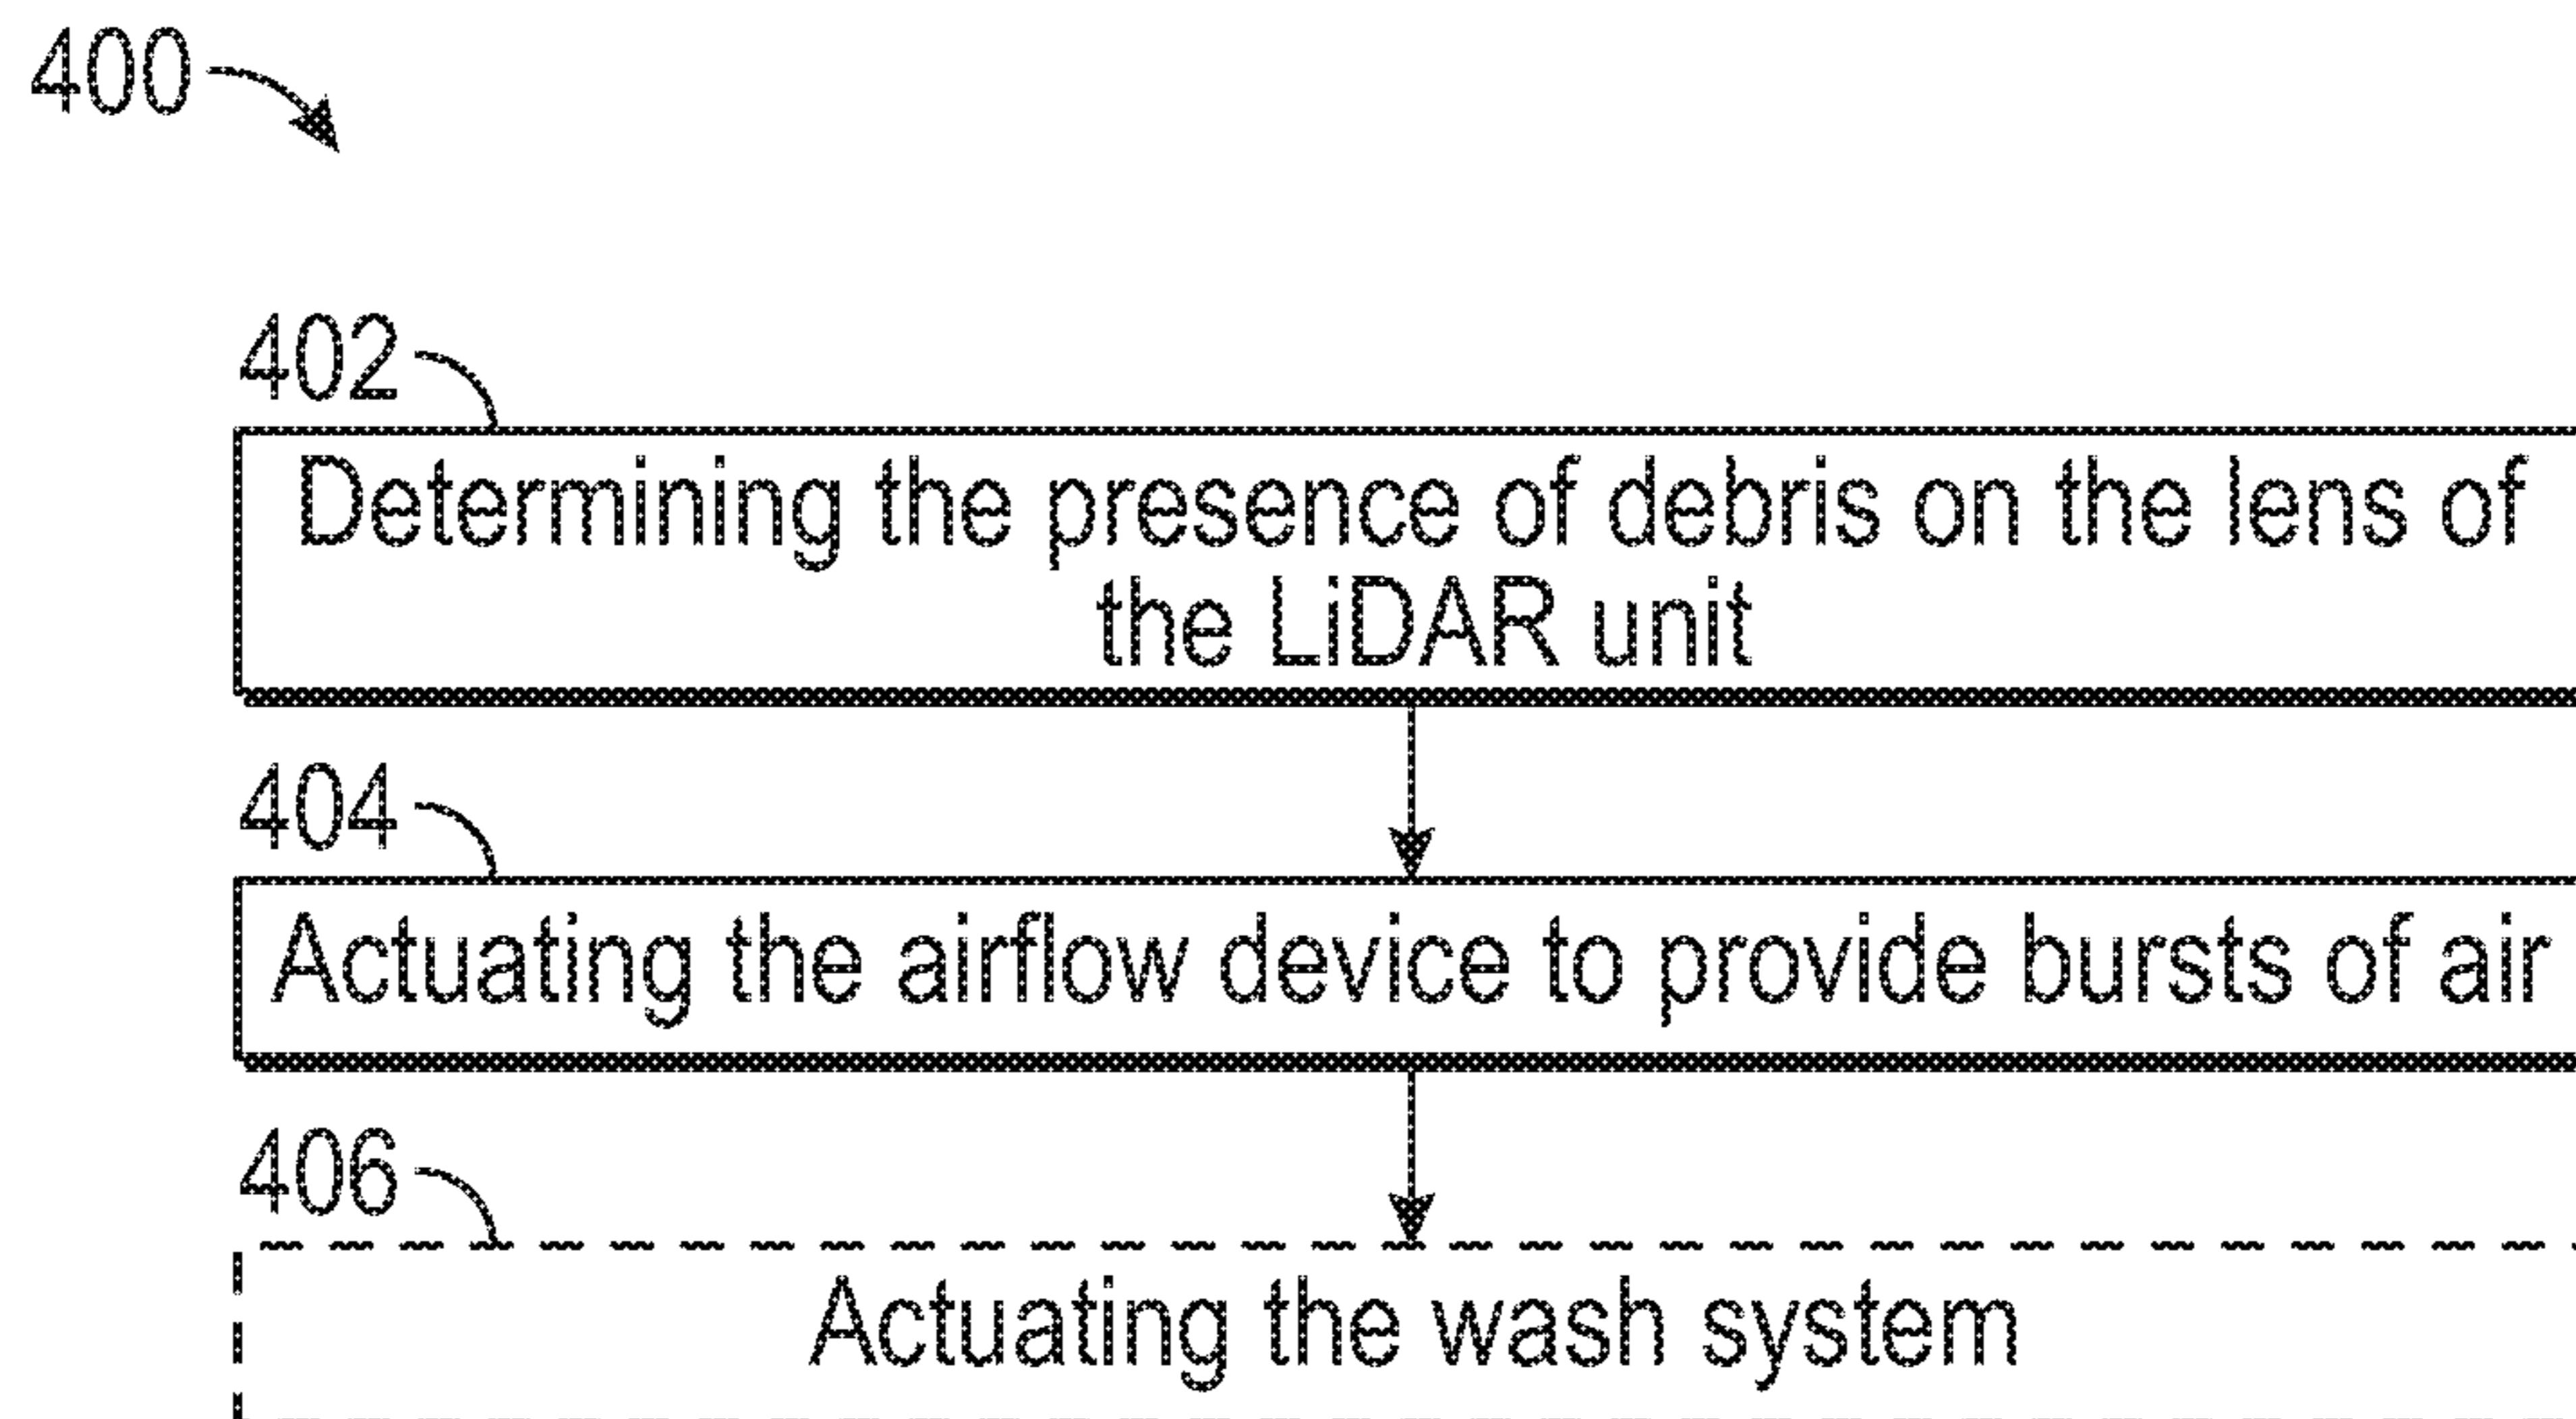 400
402
Determining the presence of debris on the lens of
the LiDAR unit
404
Actuating the airflow device to provide bursts of air
406
Actuating the wash system